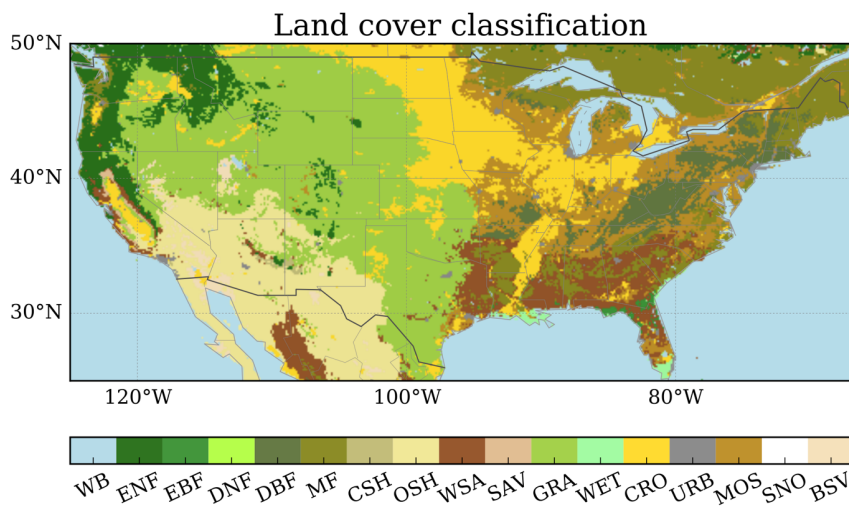 Land cover classification
50°N
40°N
30°N
120°W 100°W 80°W
WB ENF EBF DNF DBF MF CSH OSH WSA SAV GRA WET CRO URB MOS SNO BSV